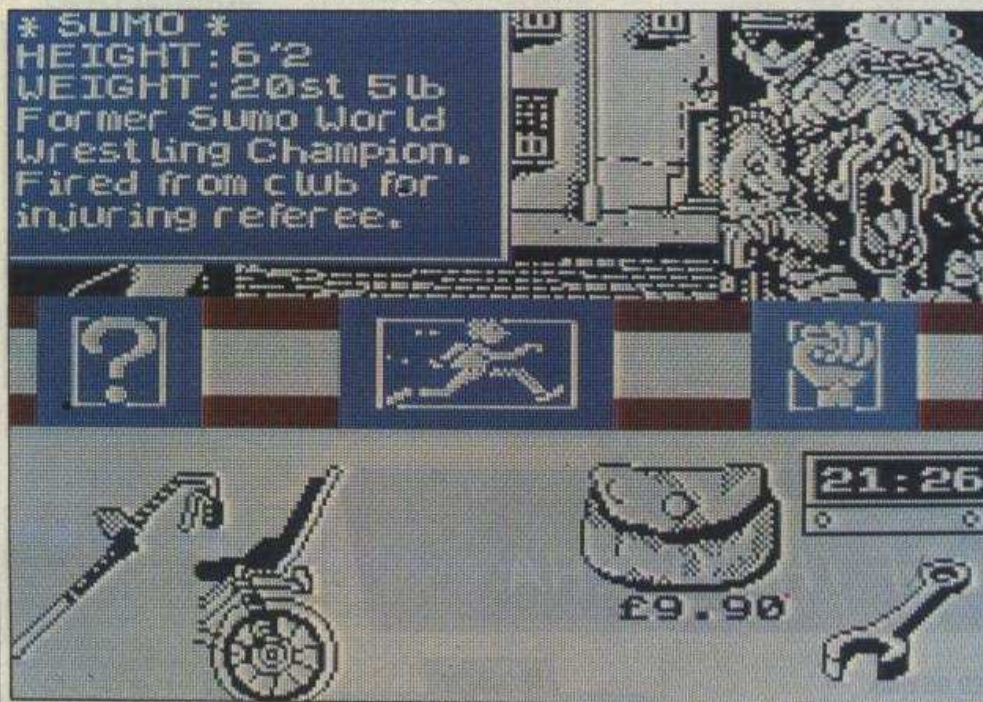 * SUMO *
HEIGHT:6'2
WEIGHT:20st 5lb
Former Sumo World
Wrestling Champion.
Fired from club for
injuring referee.
?
21:26
£9.90